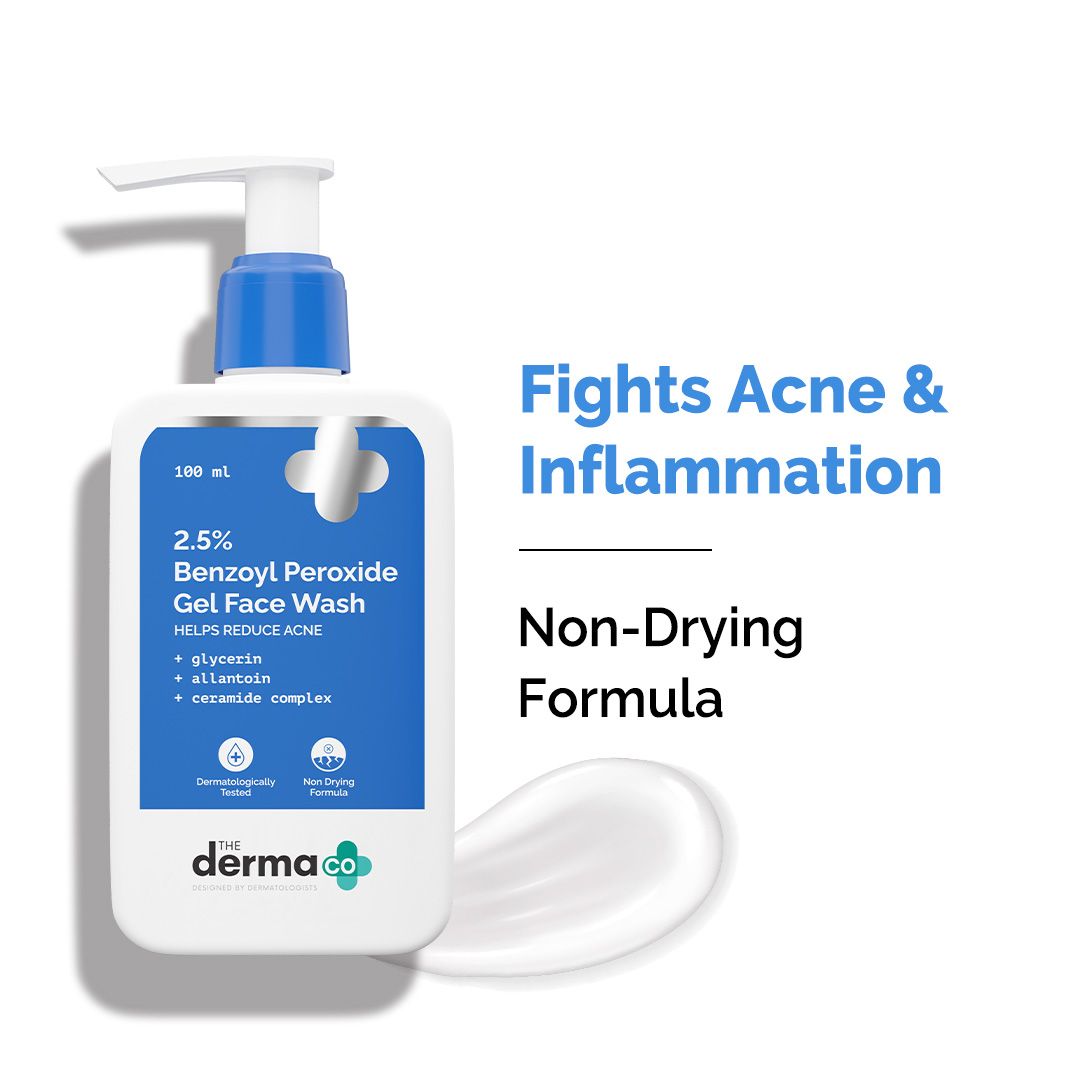 100 ml
2.5%
Benzoyl Peroxide
Gel Face Wash
HELPS REDUCE ACNE
+ glycerin
+ allantoin
+ ceramide complex
Dermatologically
Tested
Non Drying
Formula
THE
derma co
DESIGNED BY DERMATOLOGISTS
Fights Acne &
Inflammation
Non-Drying
Formula